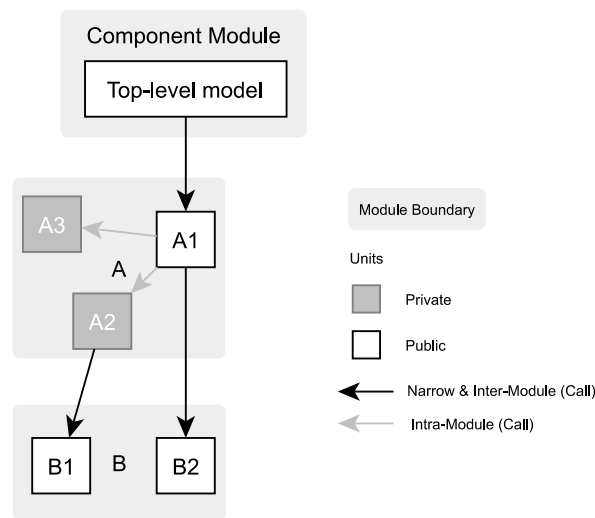 Component Module
Top-level model
A3
A1
A
A2
B1
B
B2
Module Boundary
Units
Private
Public
Narrow & Inter-Module (Call)
Intra-Module (Call)